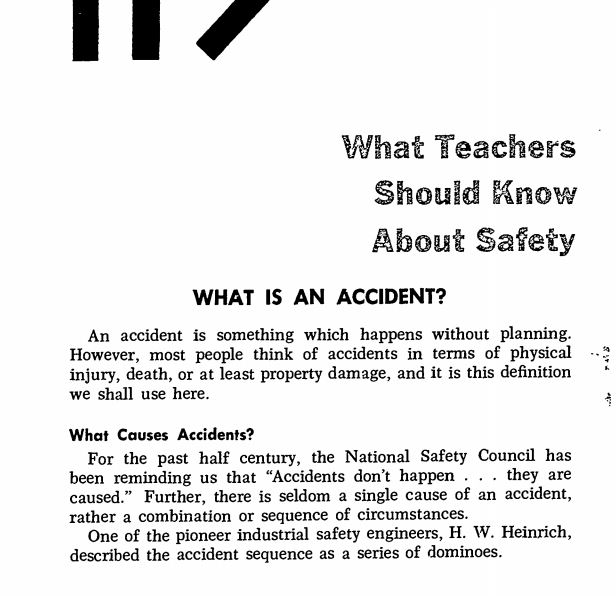 What Teachers
Should Know
About Safety
WHAT IS AN ACCIDENT?
An accident is something which happens without planning.
However, most people think of accidents in terms of physical
injury, death, or at least property damage, and it is this definition
we shall use here.
What Causes Accidents?
For the past half century, the National Safety Council has
been reminding us that “Accidents don’t happen . . . they are
caused.” Further, there is seldom a single cause of an accident,
rather a combination or sequence of circumstances.
One of the pioneer industrial safety engineers, H. W. Heinrich,
described the accident sequence as a series of dominoes.